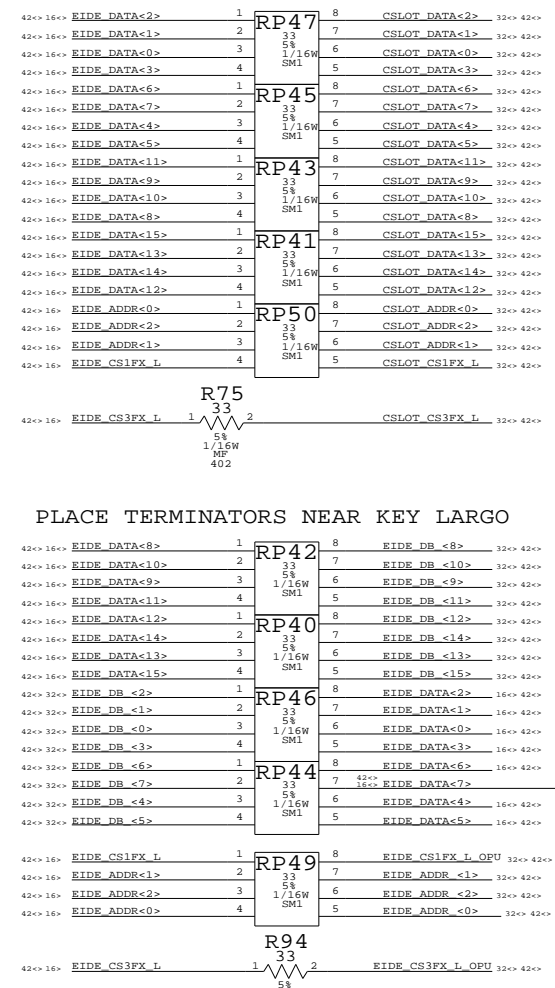 42<> 16<> EIDE_DATA<2> 1 RP47 8 CSLOT_DATA<2> 32<> 42<>
42<> 16<> EIDE_DATA<1> 2 33 7 CSLOT_DATA<1> 32<> 42<>
5%
42<> 16<> EIDE_DATA<0> 3 1/16W 6 CSLOT_DATA<0> 32<> 42<>
42<> 16<> EIDE_DATA<3> 4 SM1 5 CSLOT_DATA<3> 32<> 42<>
42<> 16<> EIDE_DATA<6> 1 RP45 8 CSLOT_DATA<6> 32<> 42<>
42<> 16<> EIDE_DATA<7> 2 33 7 CSLOT_DATA<7> 32<> 42<>
5%
42<> 16<> EIDE_DATA<4> 3 1/16W 6 CSLOT_DATA<4> 32<> 42<>
42<> 16<> EIDE_DATA<5> 4 SM1 5 CSLOT_DATA<5> 32<> 42<>
42<> 16<> EIDE_DATA<11> 1 RP43 8 CSLOT_DATA<11> 32<> 42<>
42<> 16<> EIDE_DATA<9> 2 33 7 CSLOT_DATA<9> 32<> 42<>
5%
42<> 16<> EIDE_DATA<10> 3 1/16W 6 CSLOT_DATA<10> 32<> 42<>
42<> 16<> EIDE_DATA<8> 4 SM1 5 CSLOT_DATA<8> 32<> 42<>
42<> 16<> EIDE_DATA<15> 1 RP41 8 CSLOT_DATA<15> 32<> 42<>
42<> 16<> EIDE_DATA<13> 2 33 7 CSLOT_DATA<13> 32<> 42<>
5%
42<> 16<> EIDE_DATA<14> 3 1/16W 6 CSLOT_DATA<14> 32<> 42<>
42<> 16<> EIDE_DATA<12> 4 SM1 5 CSLOT_DATA<12> 32<> 42<>
42<> 16> EIDE_ADDR<0> 1 RP50 8 CSLOT_ADDR<0> 32<> 42<>
42<> 16> EIDE_ADDR<2> 2 33 7 CSLOT_ADDR<2> 32<> 42<>
5%
42<> 16> EIDE_ADDR<1> 3 1/16W 6 CSLOT_ADDR<1> 32<> 42<>
42<> 16> EIDE_CS1FX_L 4 SM1 5 CSLOT_CS1FX_L 32<> 42<>
R75
33
42<> 16> EIDE_CS3FX_L 1 2 CSLOT_CS3FX_L 32<> 42<>
5%
1/16W
MF
402
PLACE TERMINATORS NEAR KEY LARGO
42<> 16<> EIDE_DATA<8> 1 RP42 8 EIDE_DB_<8> 32<> 42<>
42<> 16<> EIDE_DATA<10> 2 33 7 EIDE_DB_<10> 32<> 42<>
5%
42<> 16<> EIDE_DATA<9> 3 1/16W 6 EIDE_DB_<9> 32<> 42<>
42<> 16<> EIDE_DATA<11> 4 SM1 5 EIDE_DB_<11> 32<> 42<>
42<> 16<> EIDE_DATA<12> 1 RP40 8 EIDE_DB_<12> 32<> 42<>
42<> 16<> EIDE_DATA<14> 2 33 7 EIDE_DB_<14> 32<> 42<>
5%
42<> 16<> EIDE_DATA<13> 3 1/16W 6 EIDE_DB_<13> 32<> 42<>
42<> 16<> EIDE_DATA<15> 4 SM1 5 EIDE_DB_<15> 32<> 42<>
42<> 32<> EIDE_DB_<2> 1 RP46 8 EIDE_DATA<2> 16<> 42<>
42<> 32<> EIDE_DB_<1> 2 33 7 EIDE_DATA<1> 16<> 42<>
5%
42<> 32<> EIDE_DB_<0> 3 1/16W 6 EIDE_DATA<0> 16<> 42<>
42<> 32<> EIDE_DB_<3> 4 SM1 5 EIDE_DATA<3> 16<> 42<>
42<> 32<> EIDE_DB_<6> 1 RP44 8 EIDE_DATA<6> 16<> 42<>
42<>
42<> 32<> EIDE_DB_<7> 2 33 7 16<> EIDE_DATA<7>
5%
42<> 32<> EIDE_DB_<4> 3 1/16W 6 EIDE_DATA<4> 16<> 42<>
42<> 32<> EIDE_DB_<5> 4 SM1 5 EIDE_DATA<5> 16<> 42<>
42<> 16> EIDE_CS1FX_L 1 RP49 8 EIDE_CS1FX_L_OPU 32<> 42<>
42<> 16> EIDE_ADDR<1> 2 33 7 EIDE_ADDR_<1> 32<> 42<>
5%
42<> 16> EIDE_ADDR<2> 3 1/16W 6 EIDE_ADDR_<2> 32<> 42<>
42<> 16> EIDE_ADDR<0> 4 SM1 5 EIDE_ADDR_<0> 32<> 42<>
R94
33
42<> 16> EIDE_CS3FX_L 1 2 EIDE_CS3FX_L_OPU 32<> 42<>
5%